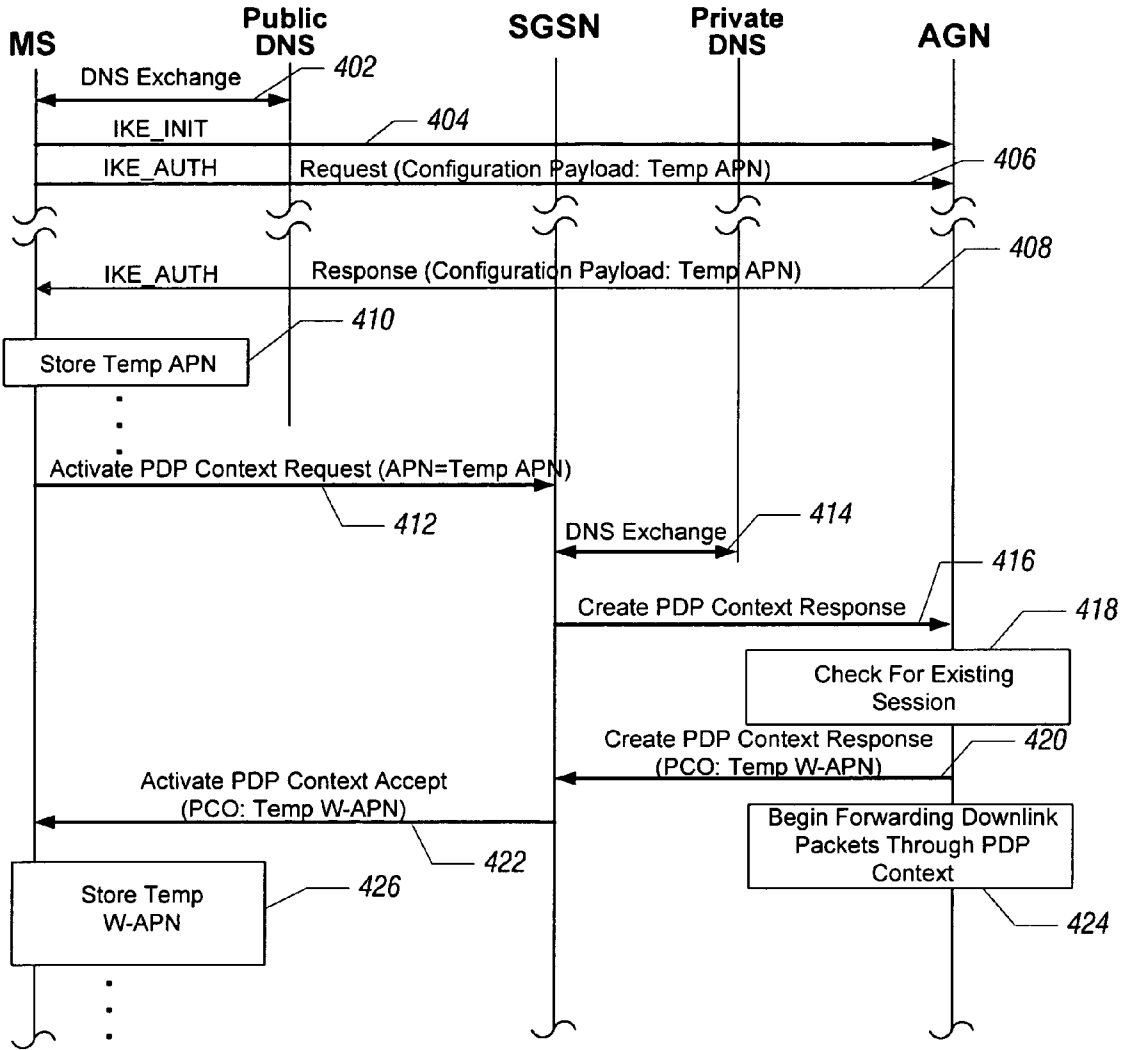 MS
Public
DNS
SGSN
Private
DNS
AGN
DNS Exchange
402
IKE_INIT
404
IKE_AUTH Request (Configuration Payload: Temp APN)
406
IKE_AUTH Response (Configuration Payload: Temp APN)
408
410
Store Temp APN
Activate PDP Context Request (APN=Temp APN)
412
DNS Exchange
414
416
Create PDP Context Response
418
Check For Existing
Session
Create PDP Context Response
(PCO: Temp W-APN)
420
Activate PDP Context Accept
(PCO: Temp W-APN)
422
Begin Forwarding Downlink
Packets Through PDP
Context
424
Store Temp
W-APN
426